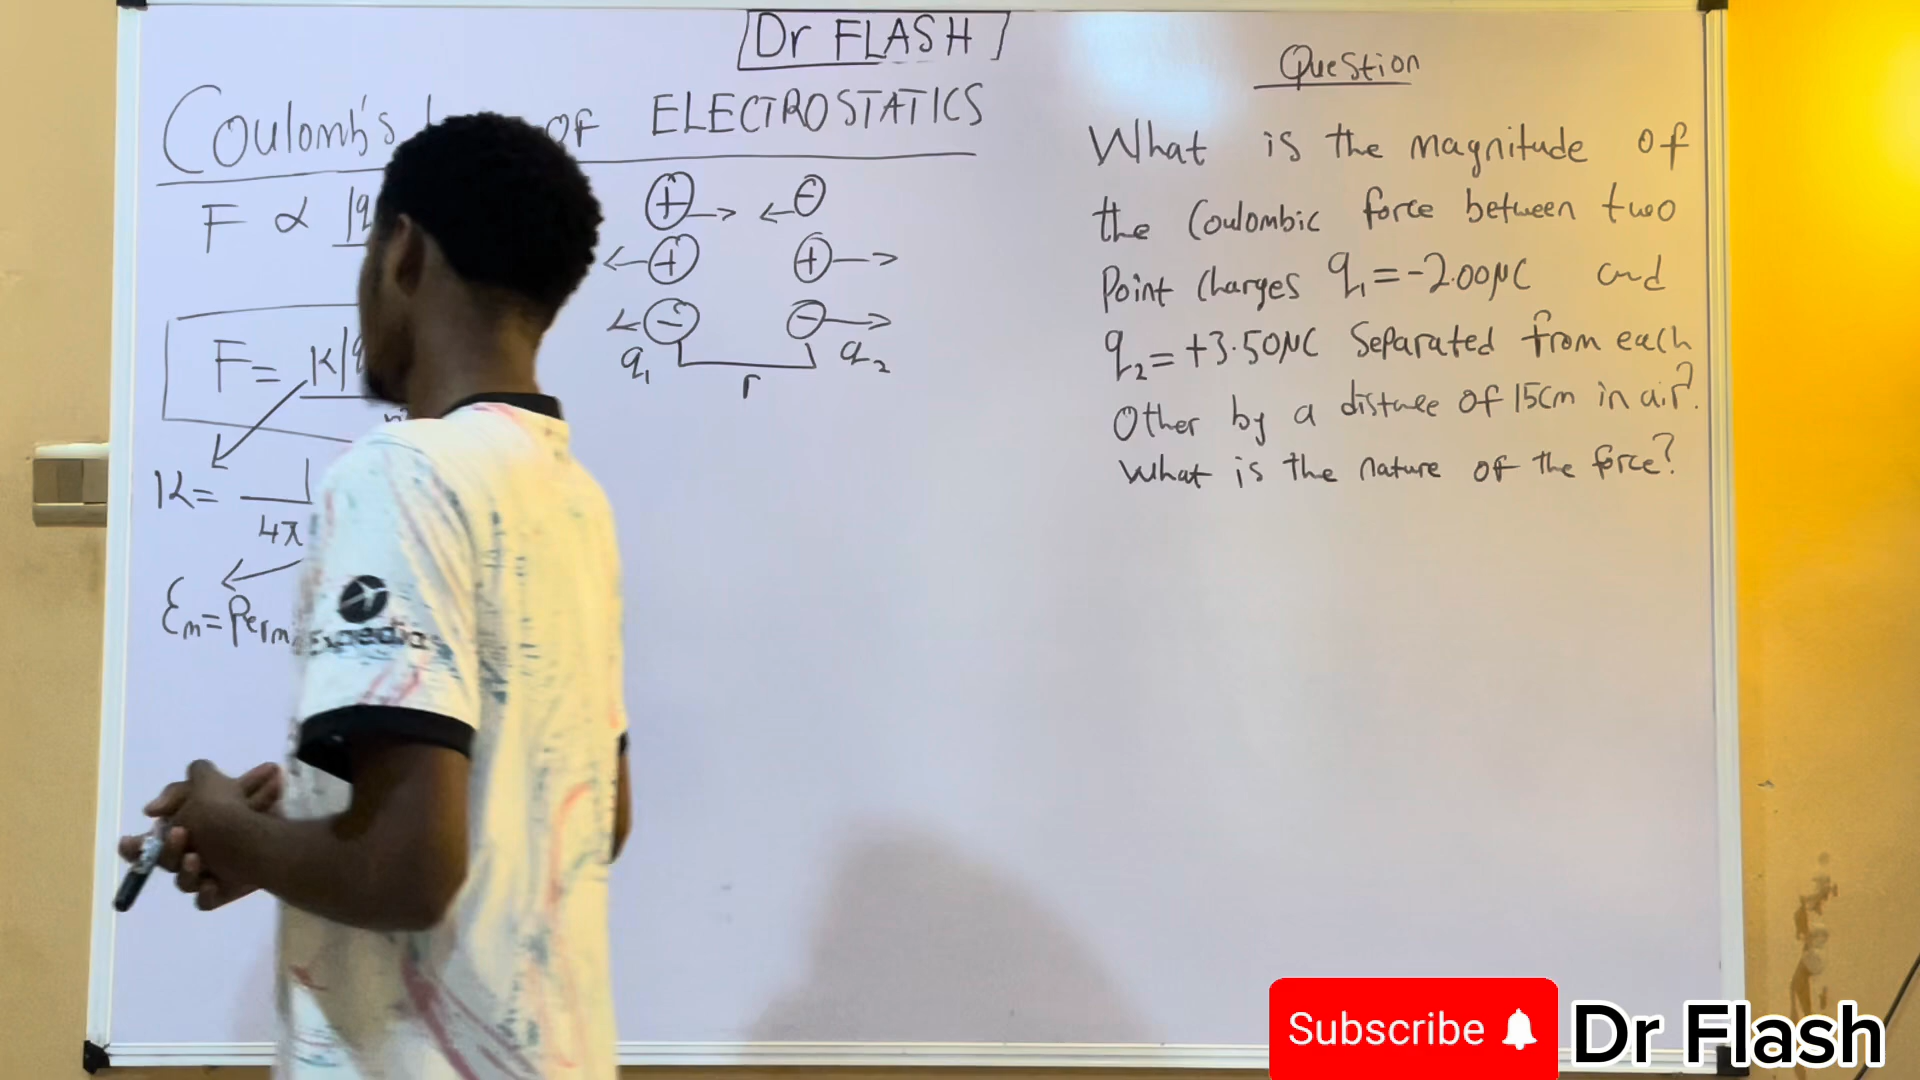 Dr FLASH
Coulomb's of ELECTROSTATICS
F ∝ |q
F = K|q
K = 1
4π
εm = Perm
+ -
+ +
- -
q₁ r q₂
Question
What is the magnitude of
the Coulombic force between two
Point Charges q₁ = -2.00μC and
q₂ = +3.50μC Separated from each
Other by a distance of 15cm in air?
What is the nature of the force?
Expedia
Subscribe Dr Flash